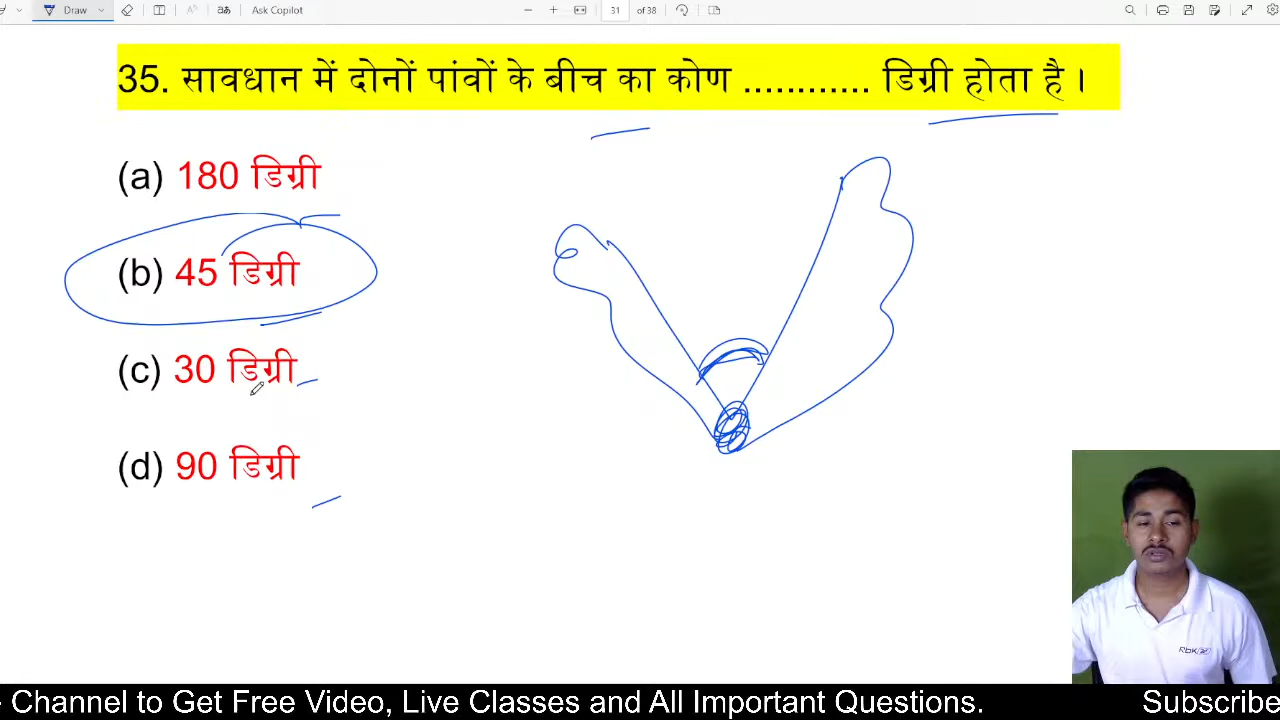 Draw
Ask Copilot
31 of 38
35. सावधान में दोनों पांवों के बीच का कोण ............ डिग्री होता है।
(a) 180 डिग्री
(b) 45 डिग्री
(c) 30 डिग्री
(d) 90 डिग्री
RbK
Channel to Get Free Video, Live Classes and All Important Questions. Subscribe